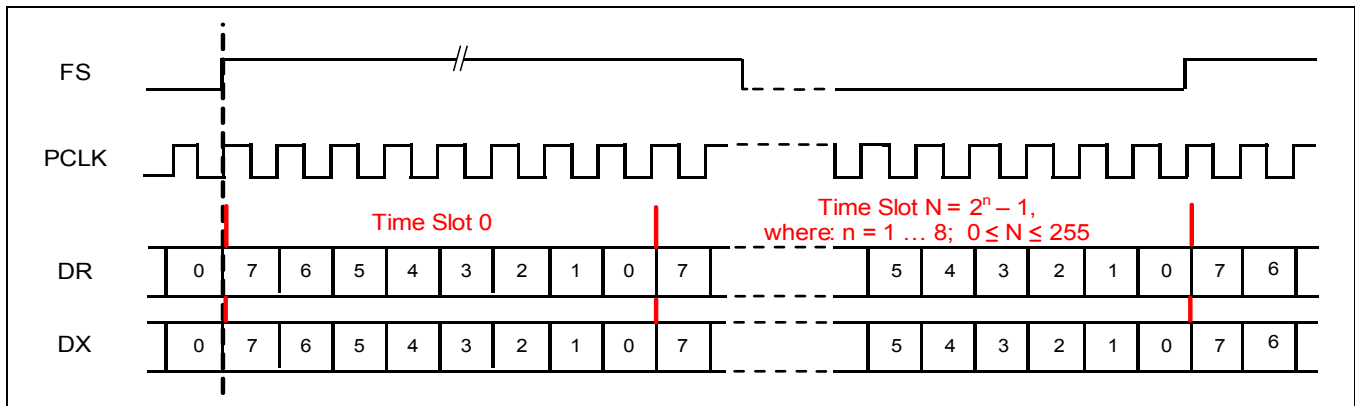 FS
PCLK
Time Slot 0
Time Slot N = 2ⁿ – 1,
where: n = 1 … 8; 0 ≤ N ≤ 255
DR 0 7 6 5 4 3 2 1 0 7 5 4 3 2 1 0 7 6
DX 0 7 6 5 4 3 2 1 0 7 5 4 3 2 1 0 7 6